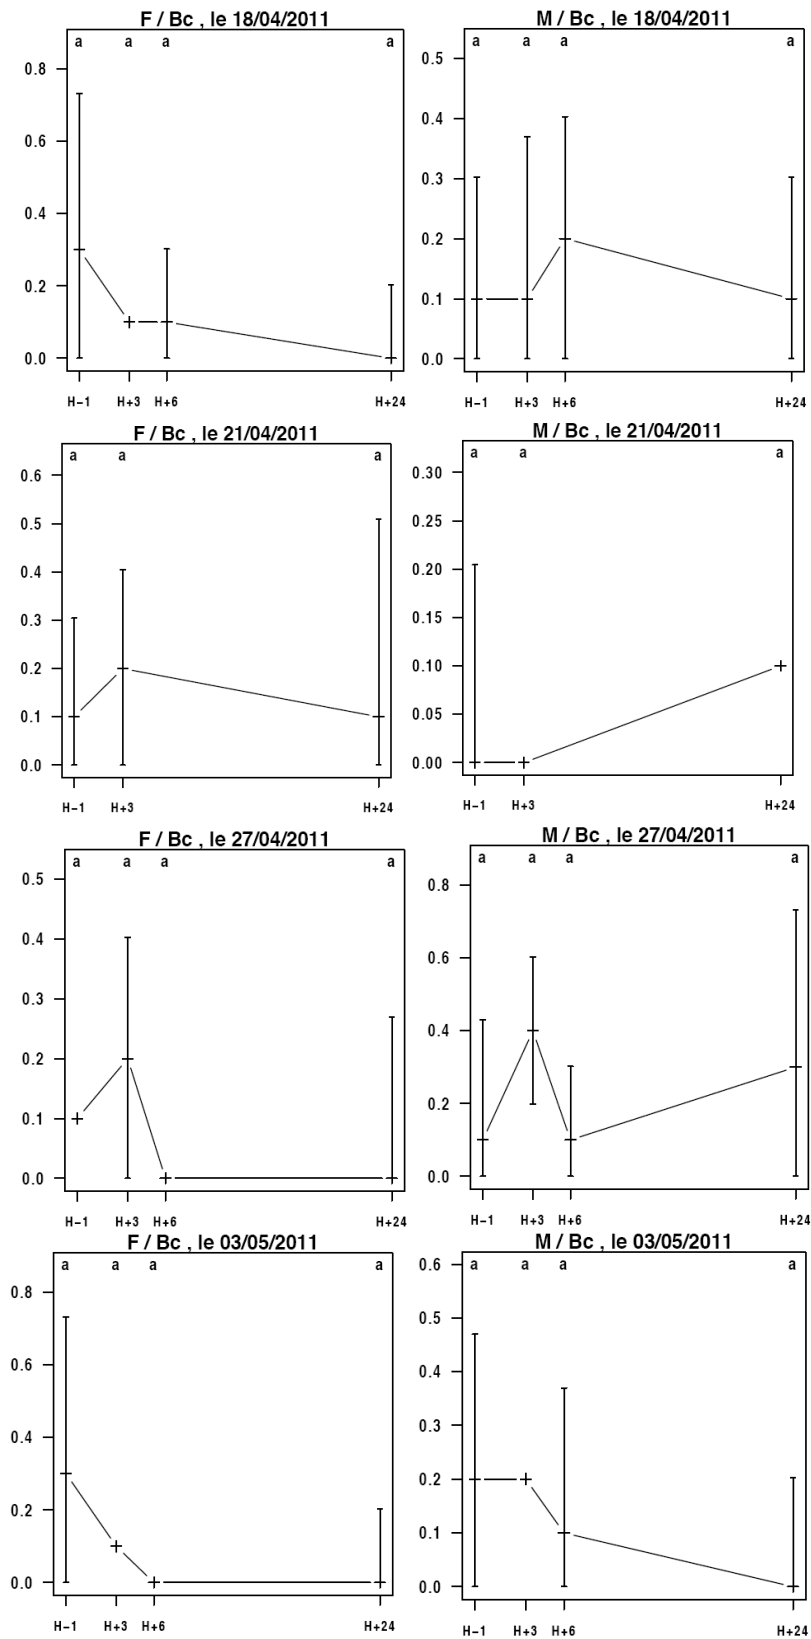 F / Bc , le 18/04/2011
a a a a
0.8
0.6
0.4
0.2
0.0
H−1 H+3 H+6 H+24
M / Bc , le 18/04/2011
a a a a
0.5
0.4
0.3
0.2
0.1
0.0
H−1 H+3 H+6 H+24
F / Bc , le 21/04/2011
a a a
0.6
0.5
0.4
0.3
0.2
0.1
0.0
H−1 H+3 H+24
M / Bc , le 21/04/2011
a a a
0.30
0.25
0.20
0.15
0.10
0.05
0.00
H−1 H+3 H+24
F / Bc , le 27/04/2011
a a a a
0.5
0.4
0.3
0.2
0.1
0.0
H−1 H+3 H+6 H+24
M / Bc , le 27/04/2011
a a a a
0.8
0.6
0.4
0.2
0.0
H−1 H+3 H+6 H+24
F / Bc , le 03/05/2011
a a a a
0.8
0.6
0.4
0.2
0.0
H−1 H+3 H+6 H+24
M / Bc , le 03/05/2011
a a a a
0.6
0.5
0.4
0.3
0.2
0.1
0.0
H−1 H+3 H+6 H+24